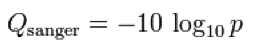 Q_sanger = −10 log₁₀ p